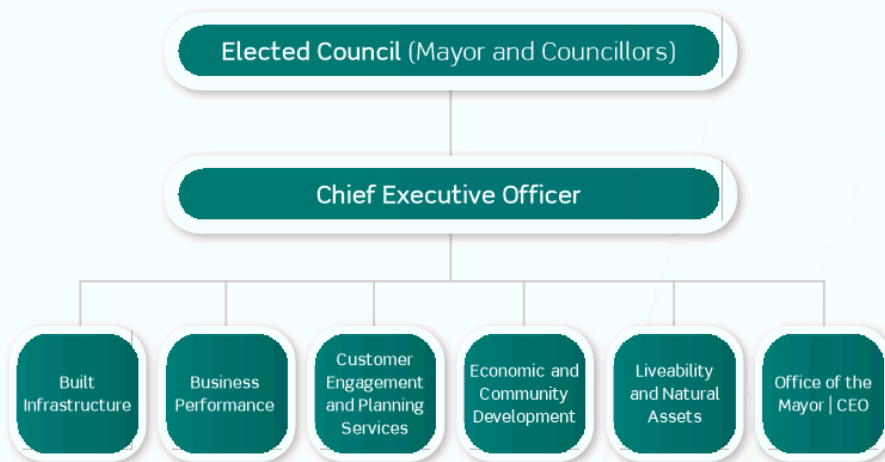 Elected Council (Mayor and Councillors)
Chief Executive Officer
Built
Infrastructure
Business
Performance
Customer
Engagement
and Planning
Services
Economic and
Community
Development
Liveability
and Natural
Assets
Office of the
Mayor | CEO